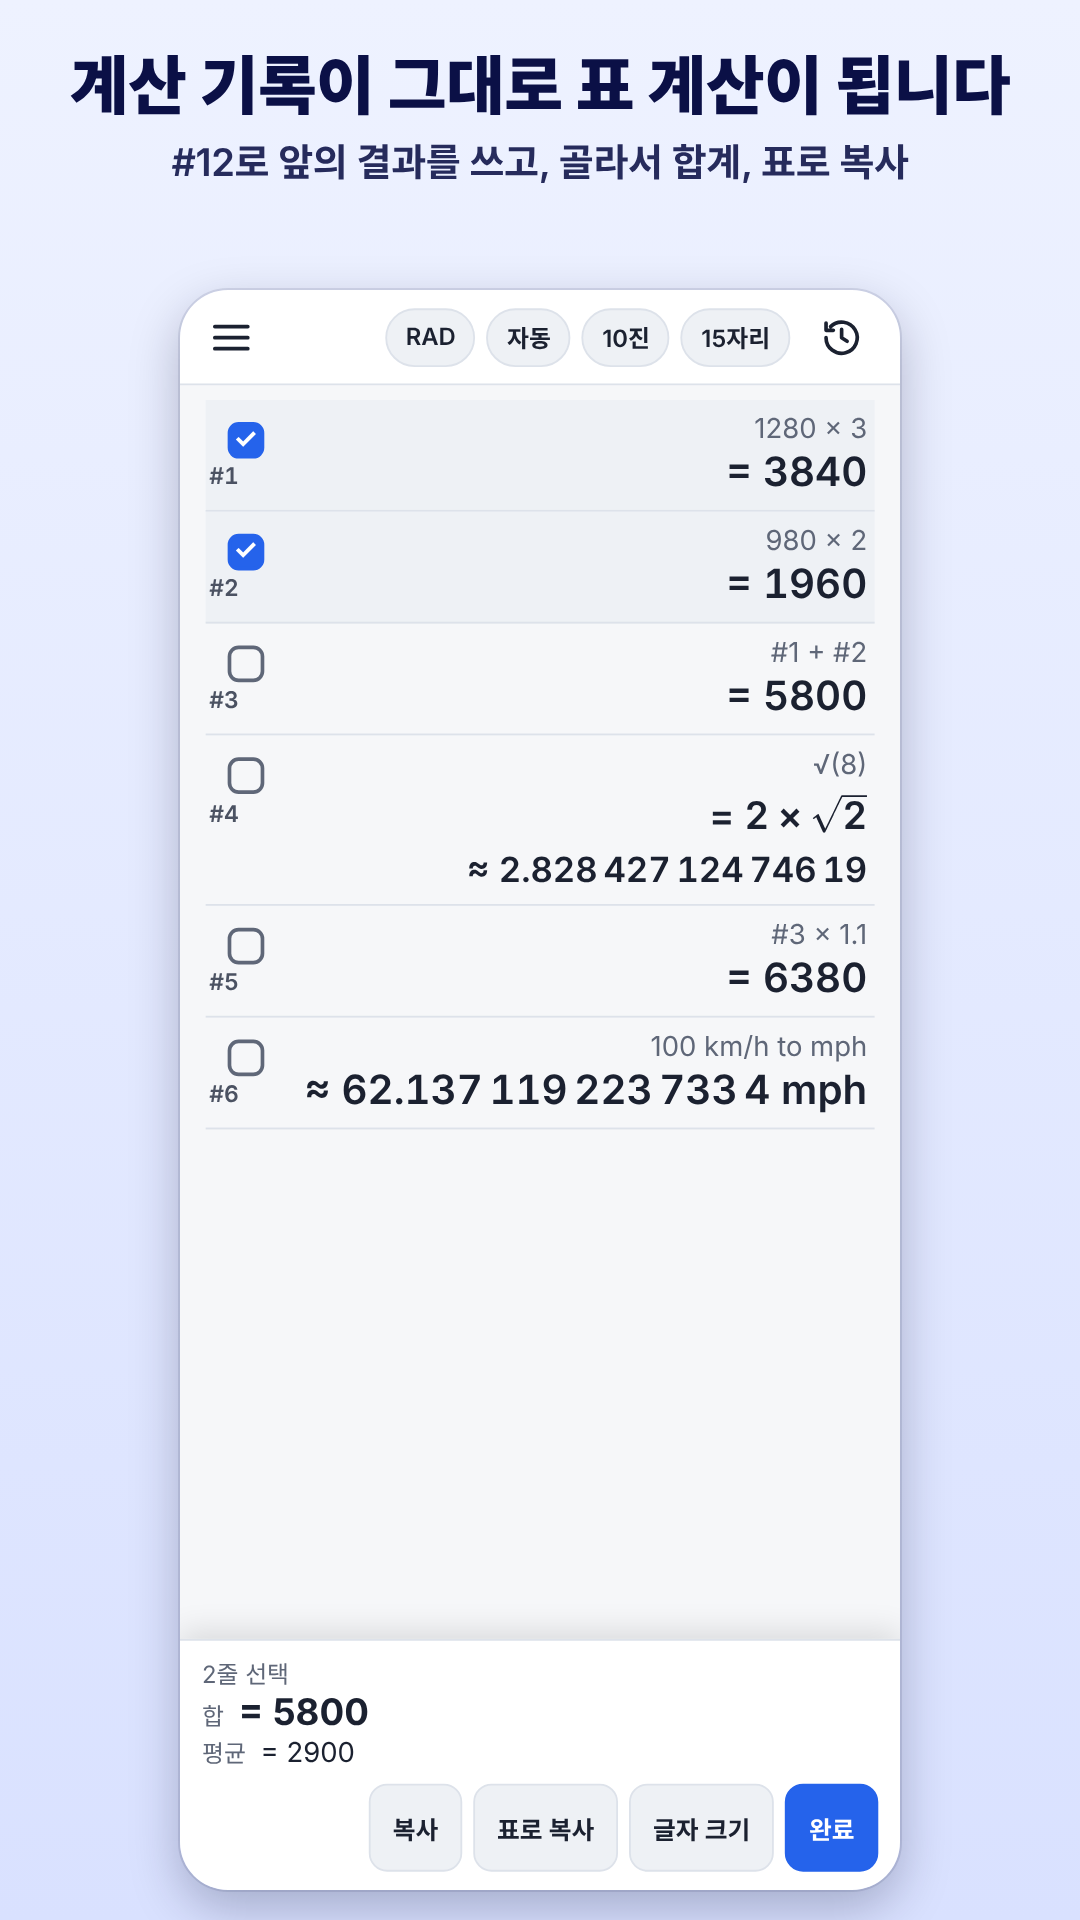 계산 기록이 그대로 표 계산이 됩니다
#12로 앞의 결과를 쓰고, 골라서 합계, 표로 복사
RAD 자동 10진 15자리
1280 × 3
#1 = 3840
980 × 2
#2 = 1960
#1 + #2
#3 = 5800
√(8)
#4 = 2 × √2
≈ 2.828 427 124 746 19
#3 × 1.1
#5 = 6380
100 km/h to mph
#6 ≈ 62.137 119 223 733 4 mph
2줄 선택
합 = 5800
평균 = 2900
복사 표로 복사 글자 크기 완료